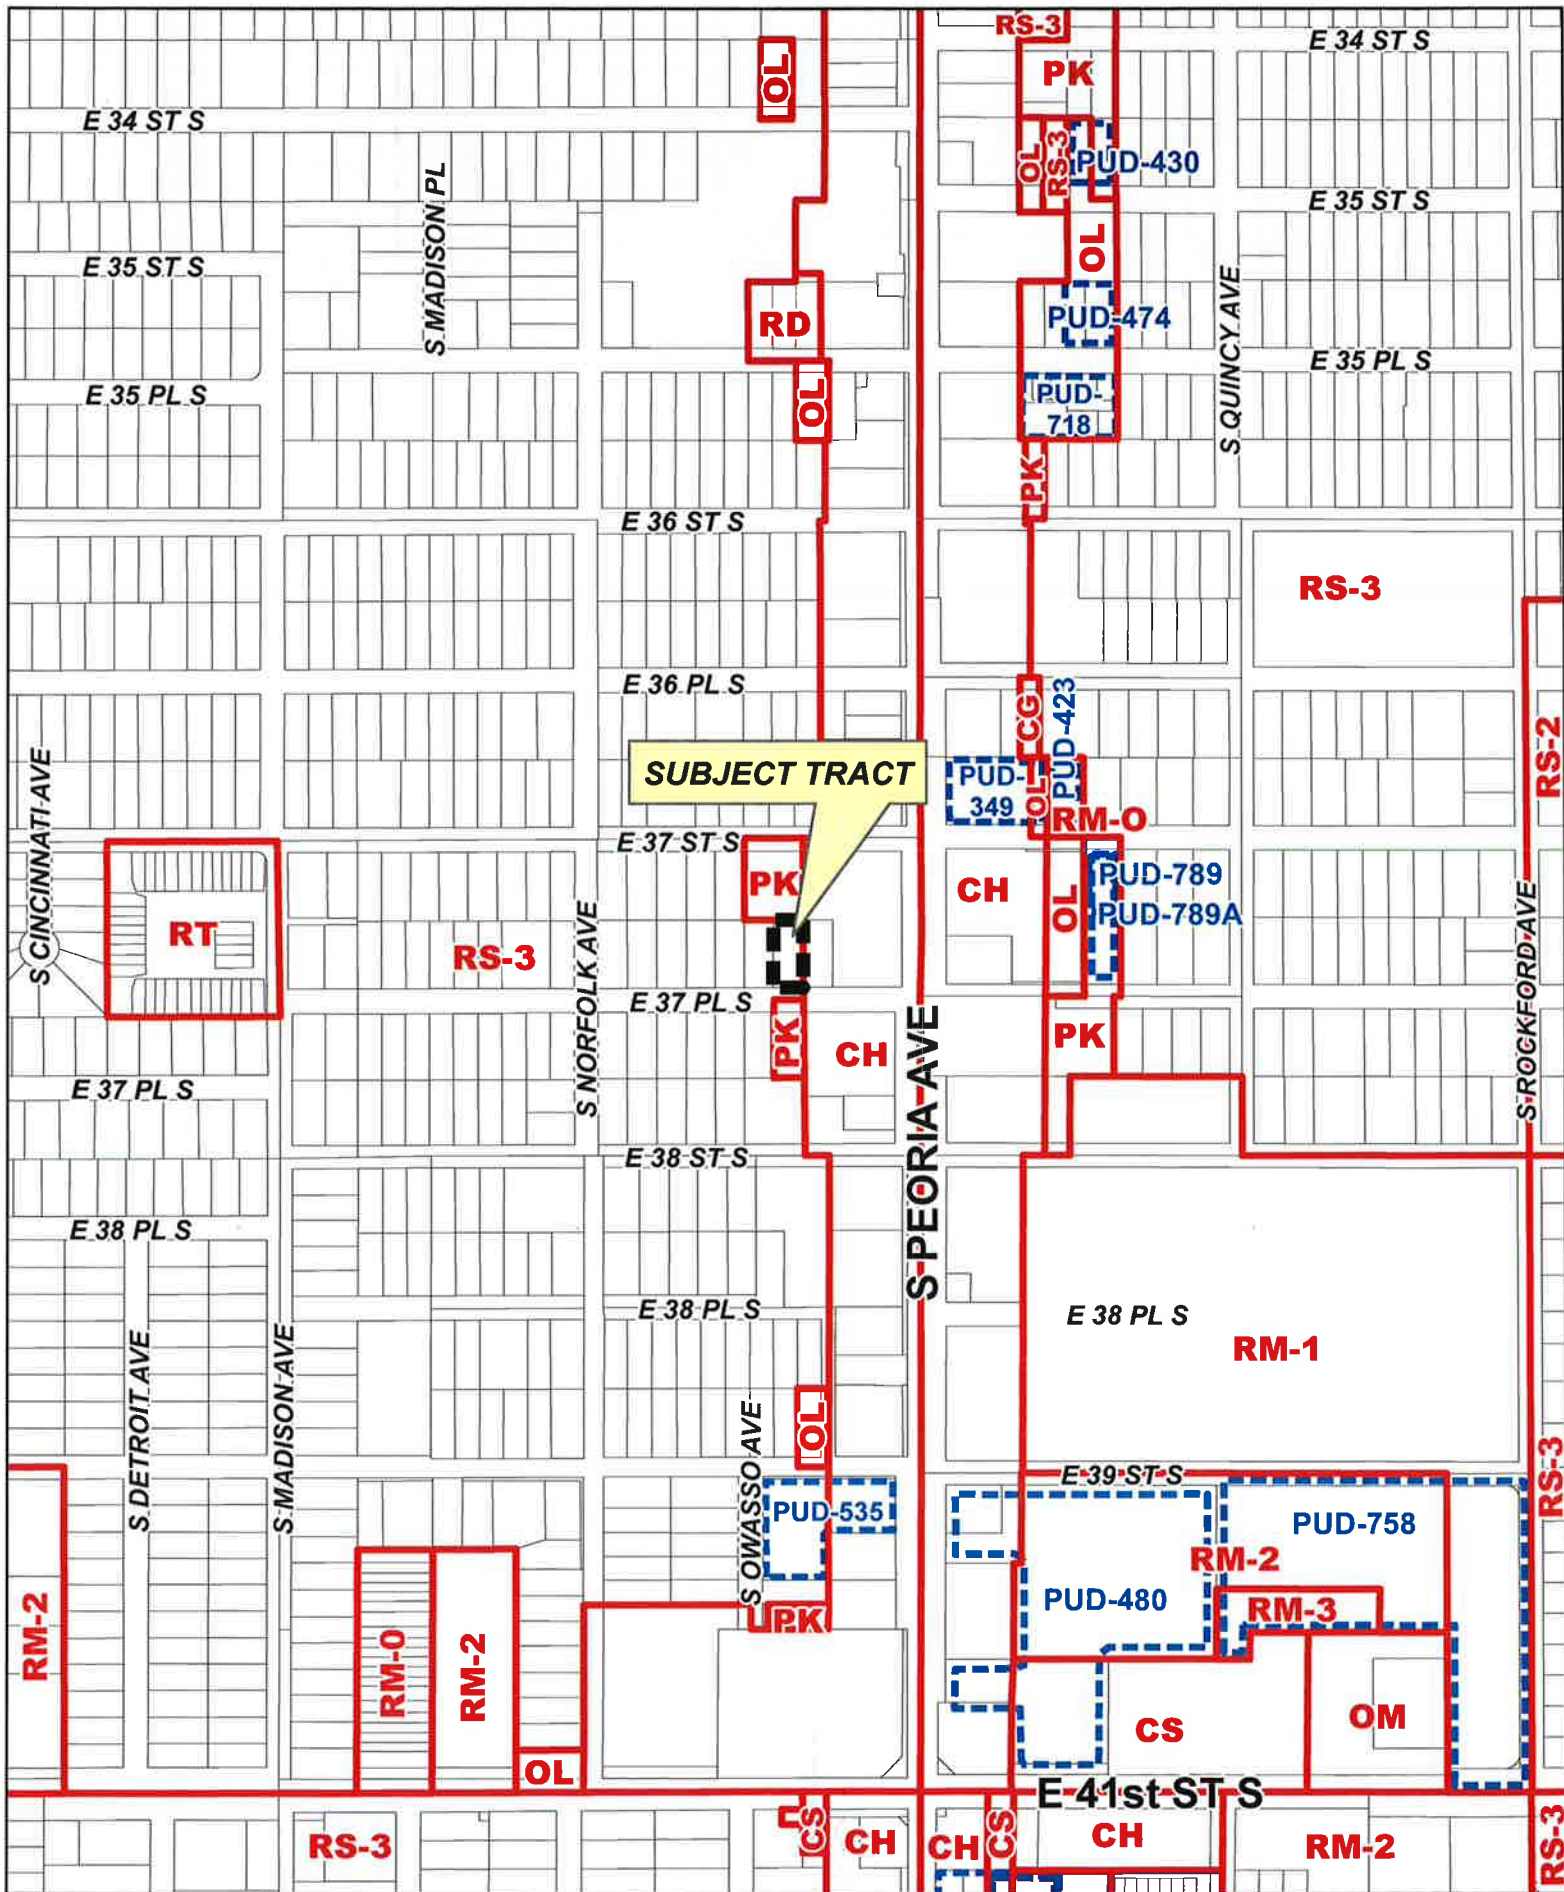 RS-3
E 34 ST S
PK
OL
E 34 ST S
OL
RS-3
PUD-430
S MADISON PL
E 35 ST S
OL
E 35 ST S
RD
PUD-474
S QUINCY AVE
E 35 PL S
E 35 PL S
OL
PUD-
718
PK
E 36 ST S
RS-3
E 36 PL S
CG
PUD-423
RS-2
SUBJECT TRACT
PUD-
349
OL
RM-O
S CINCINNATI AVE
E 37 ST S
PK
CH
OL
PUD-789
PUD-789A
RT
RS-3
S NORFOLK AVE
S ROCKFORD AVE
E 37 PL S
PK
CH
S PEORIA AVE
PK
E 37 PL S
E 38 ST S
E 38 PL S
E 38 PL S
E 38 PL S
RM-1
S DETROIT AVE
S MADISON AVE
OL
S OWASSO AVE
E 39 ST S
RS-3
PUD-535
PUD-758
RM-2
PUD-480
RM-3
PK
RM-2
RM-O
RM-2
CS
OM
OL
E 41st ST S
RS-3
CS
CH
CH
CS
CH
RM-2
RS-3